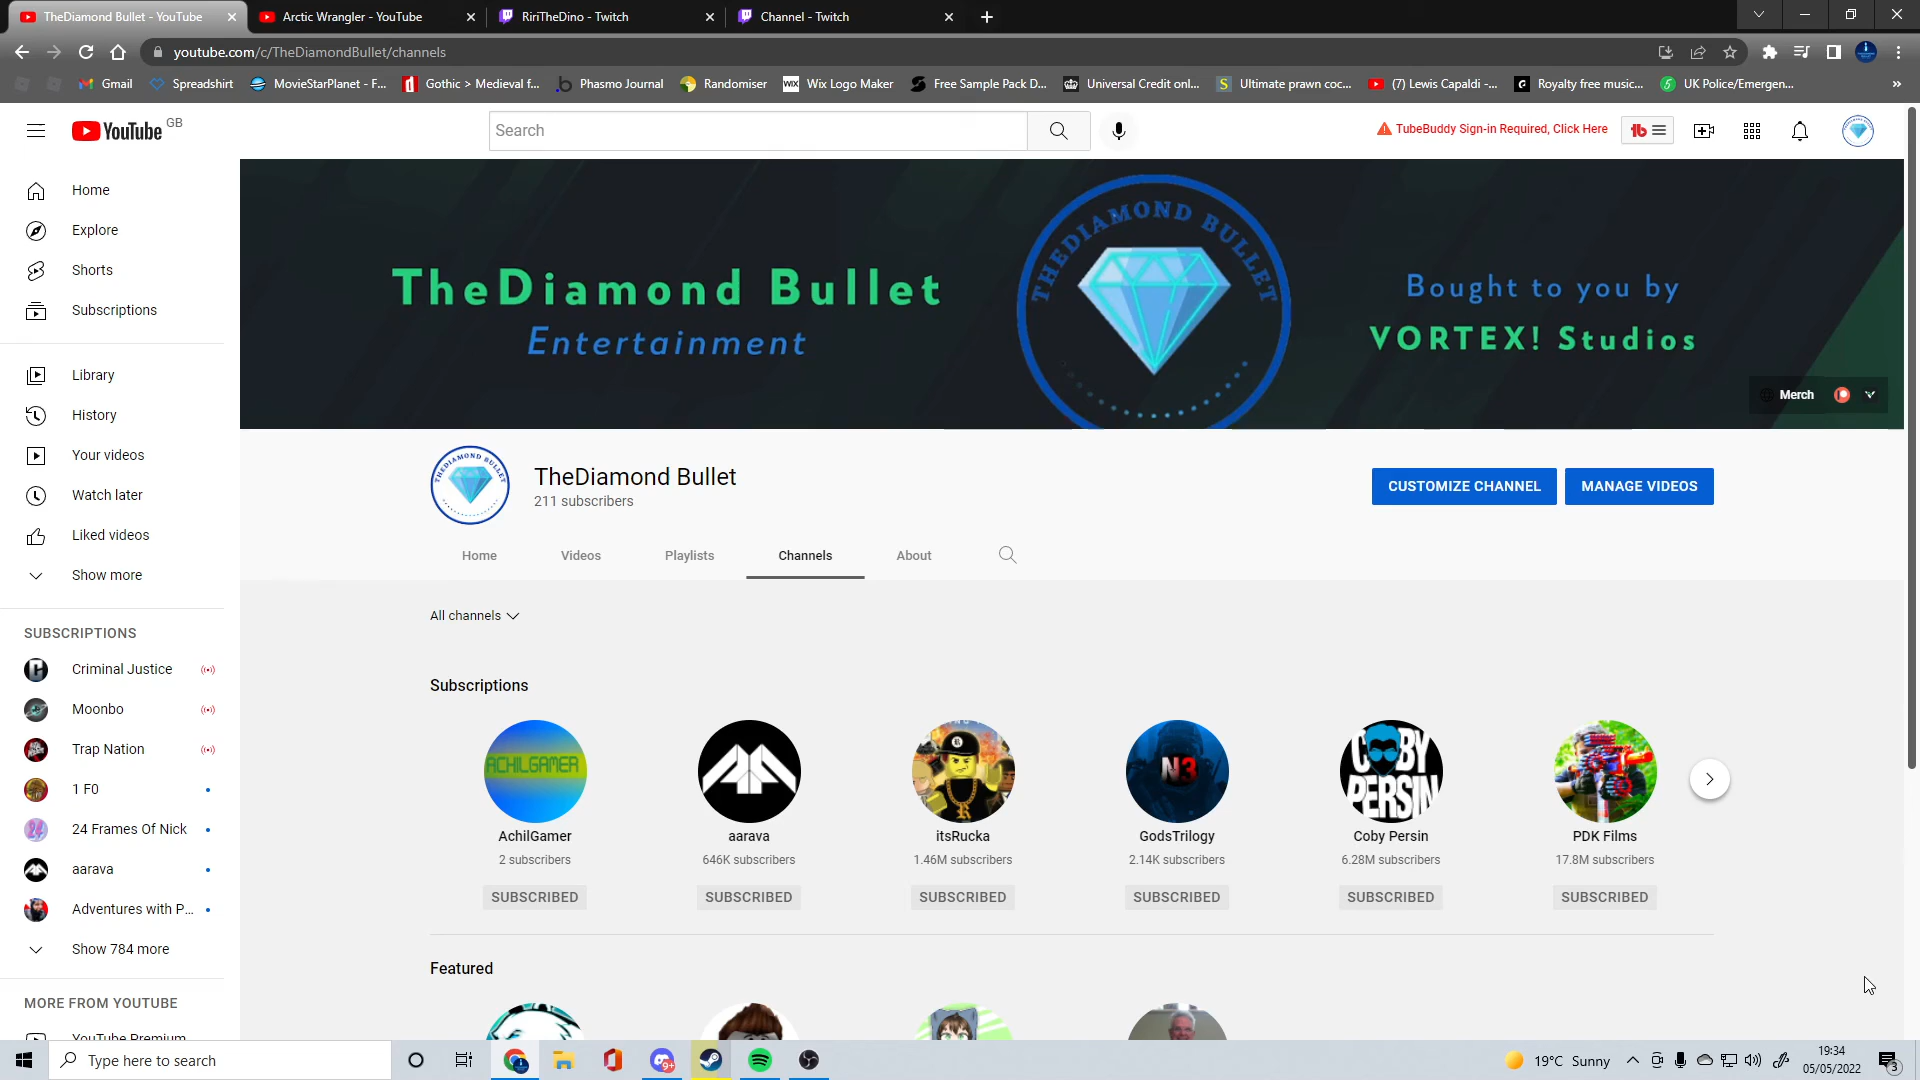 TheDiamond Bullet - YouTube
Arctic Wrangler - YouTube
RiriTheDino - Twitch
Channel - Twitch
youtube.com/c/TheDiamondBullet/channels
Gmail
Spreadshirt
MovieStarPlanet - F...
Gothic > Medieval f...
Phasmo Journal
Randomiser
WIX
Wix Logo Maker
Free Sample Pack D...
Universal Credit onl...
Ultimate prawn coc...
(7) Lewis Capaldi -...
Royalty free music...
UK Police/Emergen...
YouTube GB
Search
TubeBuddy Sign-in Required, Click Here
tb
Home
Explore
Shorts
Subscriptions
Library
History
Your videos
Watch later
Liked videos
Show more
SUBSCRIPTIONS
Criminal Justice
Moonbo
Trap Nation
1 F0
24 Frames Of Nick
aarava
Adventures with P...
Show 784 more
MORE FROM YOUTUBE
YouTube Premium
TheDiamond Bullet
Entertainment
THEDIAMOND BULLET
Bought to you by
VORTEX! Studios
Merch
THEDIAMOND BULLET
TheDiamond Bullet
211 subscribers
CUSTOMIZE CHANNEL
MANAGE VIDEOS
Home
Videos
Playlists
Channels
About
All channels
Subscriptions
ACHILGAMER
N3
COBY PERSIN
AchilGamer
aarava
itsRucka
GodsTrilogy
Coby Persin
PDK Films
2 subscribers
646K subscribers
1.46M subscribers
2.14K subscribers
6.28M subscribers
17.8M subscribers
SUBSCRIBED
SUBSCRIBED
SUBSCRIBED
SUBSCRIBED
SUBSCRIBED
SUBSCRIBED
Featured
Type here to search
9+
19°C Sunny
19:34
05/05/2022
3